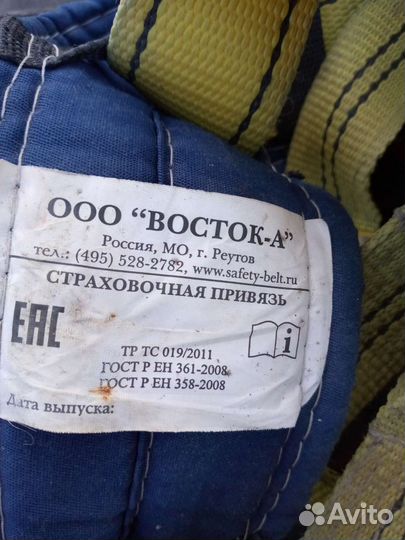 ООО “ВОСТОК-А”
Россия, МО, г. Реутов
тел.: (495) 528-2782, www.safety-belt.ru
СТРАХОВОЧНАЯ ПРИВЯЗЬ
EAC
i
ТР ТС 019/2011
ГОСТ Р ЕН 361-2008
ГОСТ Р ЕН 358-2008
Дата выпуска:
Avito